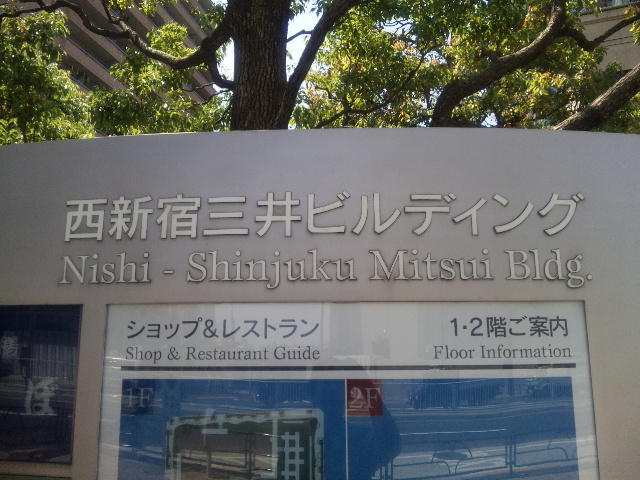 西新宿三井ビルディング
Nishi - Shinjuku Mitsui Bldg.
ショップ&レストラン
1・2階ご案内
Shop & Restaurant Guide
Floor Information
1F
2F